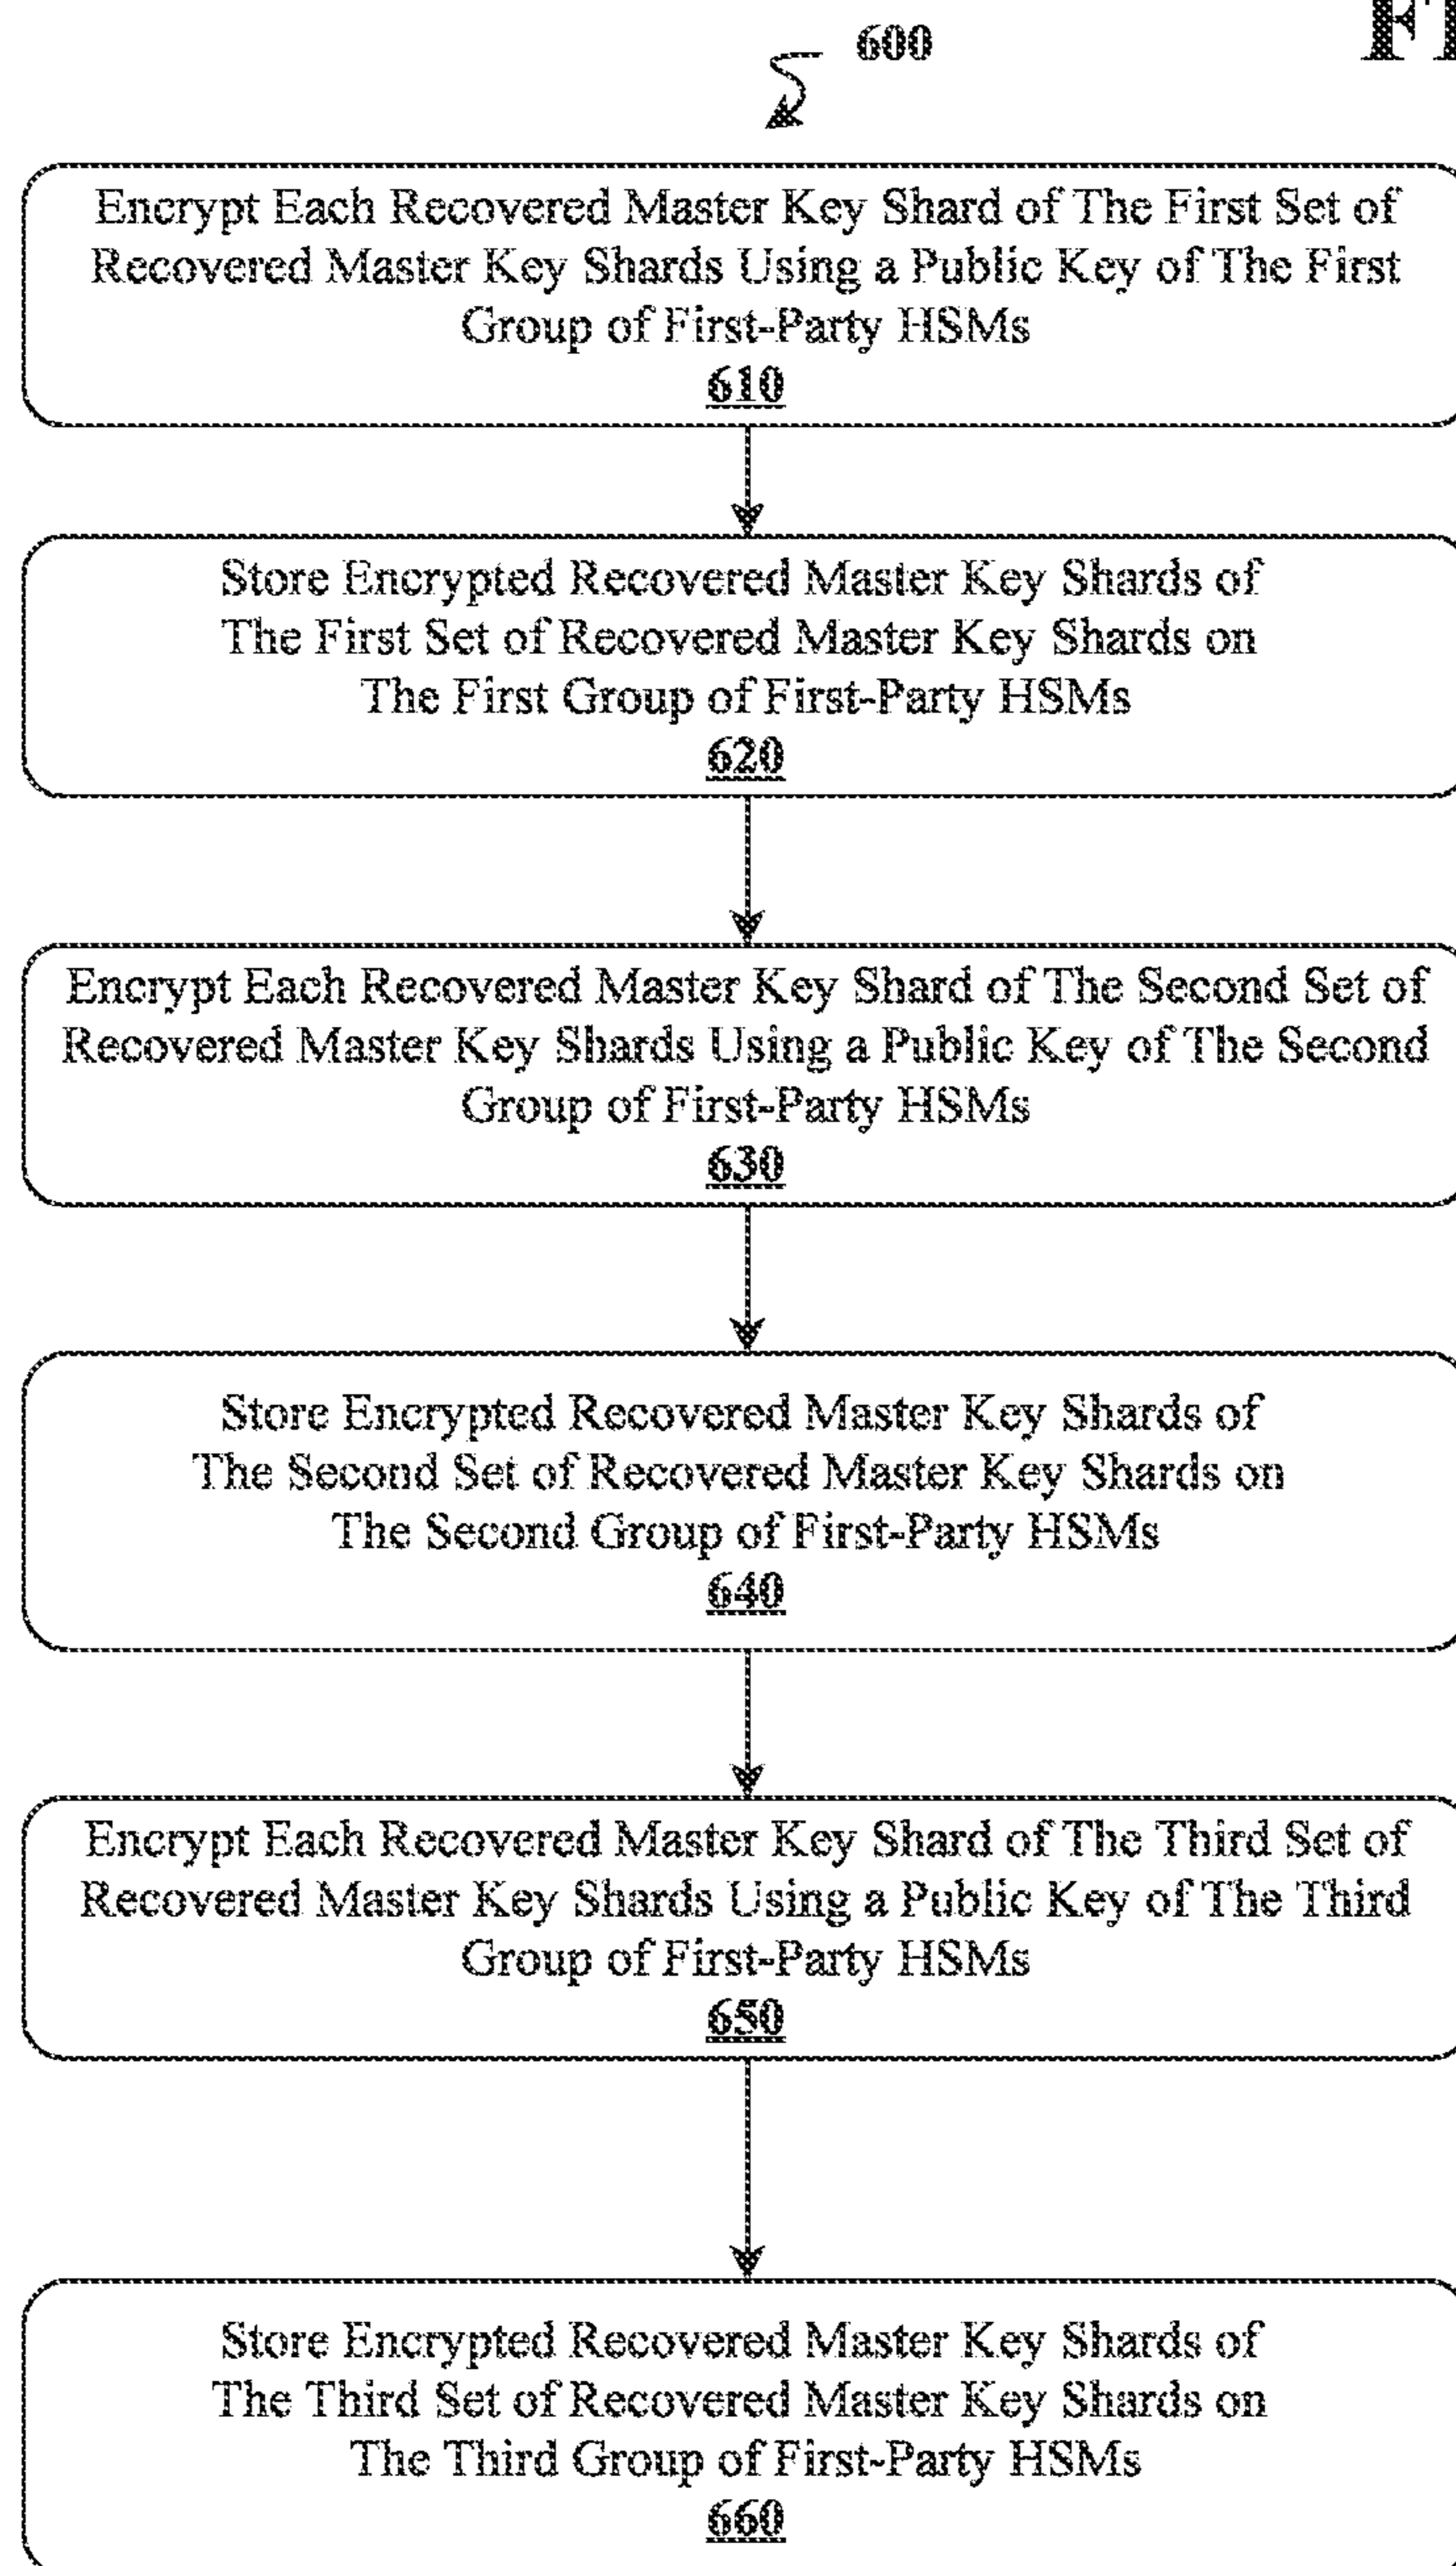 600
Encrypt Each Recovered Master Key Shard of The First Set of
Recovered Master Key Shards Using a Public Key of The First
Group of First-Party HSMs
610
Store Encrypted Recovered Master Key Shards of
The First Set of Recovered Master Key Shards on
The First Group of First-Party HSMs
620
Encrypt Each Recovered Master Key Shard of The Second Set of
Recovered Master Key Shards Using a Public Key of The Second
Group of First-Party HSMs
630
Store Encrypted Recovered Master Key Shards of
The Second Set of Recovered Master Key Shards on
The Second Group of First-Party HSMs
640
Encrypt Each Recovered Master Key Shard of The Third Set of
Recovered Master Key Shards Using a Public Key of The Third
Group of First-Party HSMs
650
Store Encrypted Recovered Master Key Shards of
The Third Set of Recovered Master Key Shards on
The Third Group of First-Party HSMs
660